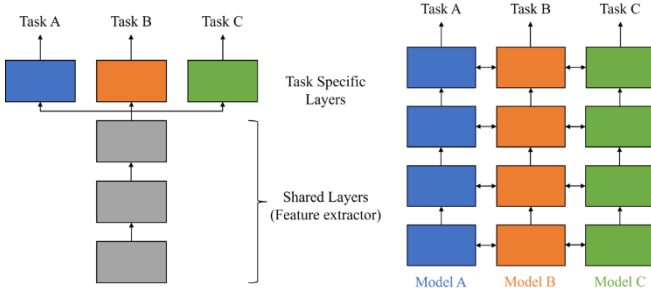 Task A
Task B
Task C
Task Specific
Layers
Shared Layers
(Feature extractor)
Task A
Task B
Task C
Model A
Model B
Model C